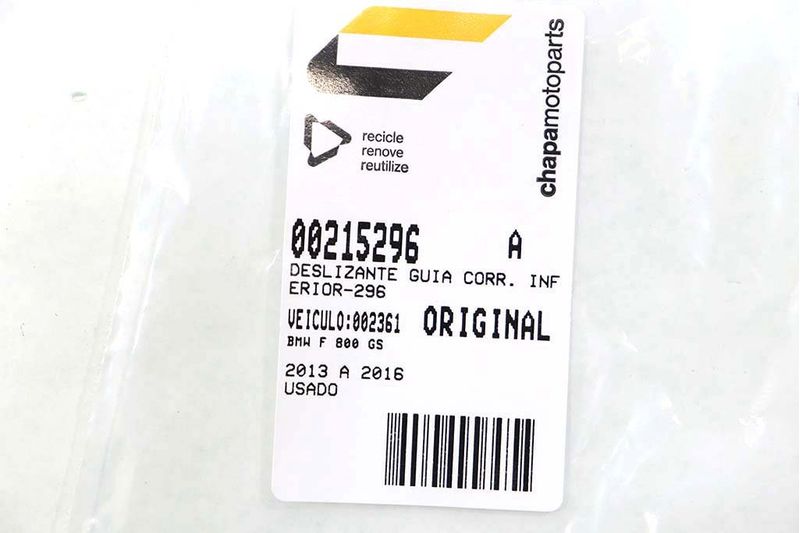 chapamotoparts
recicle
renove
reutilize
00215296 A
DESLIZANTE GUIA CORR. INF
ERIOR-296
VEICULO:002361 ORIGINAL
BMW F 800 GS
2013 A 2016
USADO